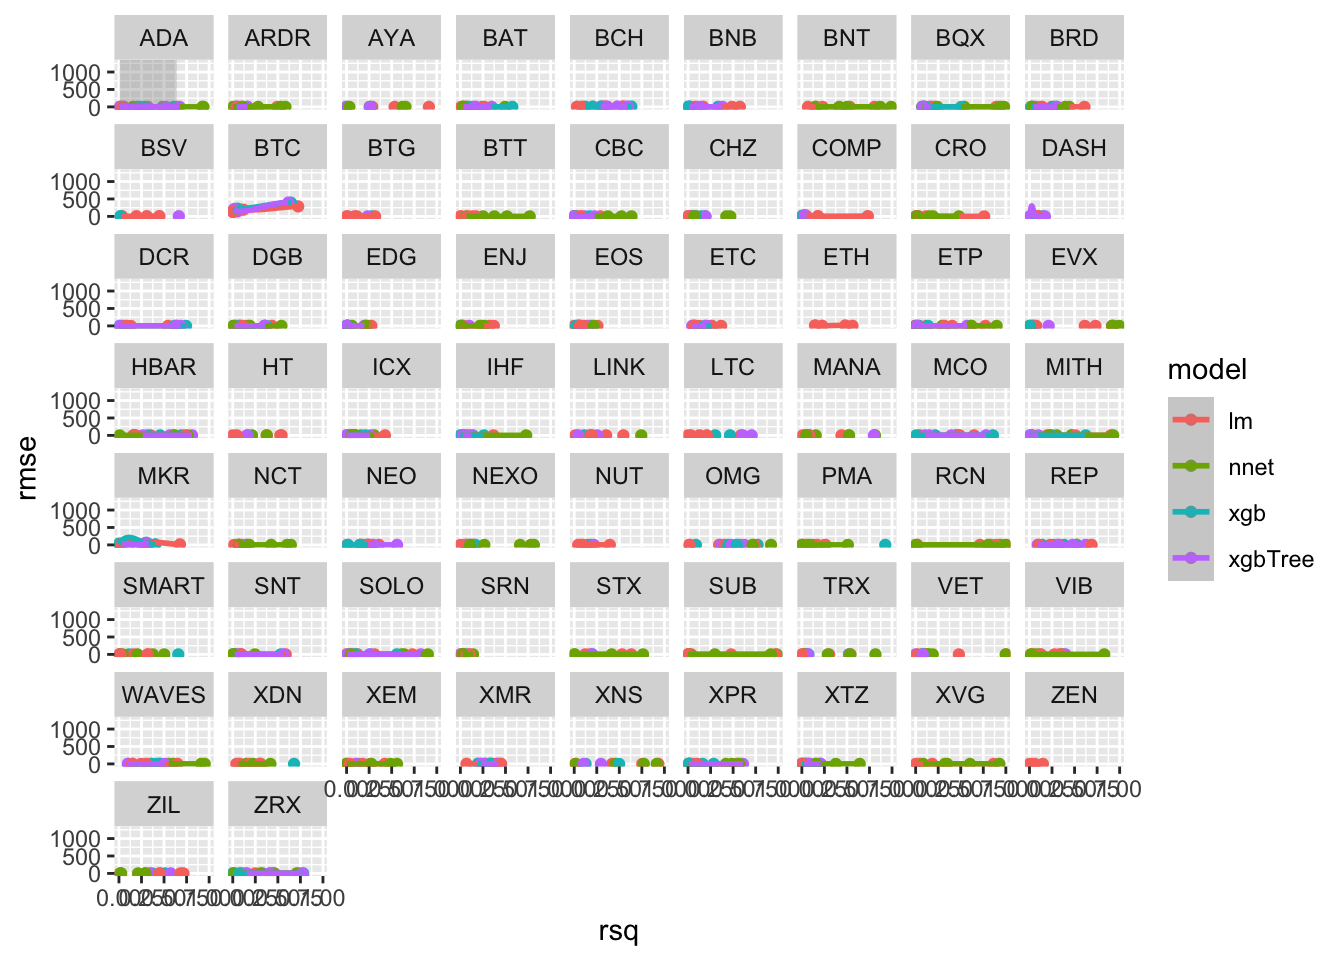 ADA ARDR AYA BAT BCH BNB BNT BQX BRD
1000
500
0
BSV BTC BTG BTT CBC CHZ COMP CRO DASH
1000
500
0
DCR DGB EDG ENJ EOS ETC ETH ETP EVX
1000
500
0
HBAR HT ICX IHF LINK LTC MANA MCO MITH
1000
500
0
MKR NCT NEO NEXO NUT OMG PMA RCN REP
1000
500
0
SMART SNT SOLO SRN STX SUB TRX VET VIB
1000
500
0
WAVES XDN XEM XMR XNS XPR XTZ XVG ZEN
1000
500
0
ZIL ZRX
1000
500
0
rsq
rmse
model
lm
nnet
xgb
xgbTree